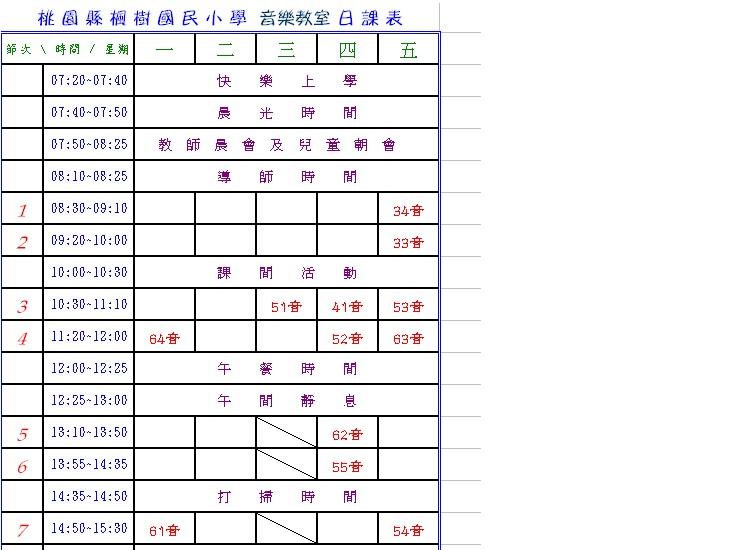 桃園縣楓樹國民小學 音樂教室日課表
節次 \ 時間 / 星期 一 二 三 四 五
07:20~07:40 快樂上學
07:40~07:50 晨光時間
07:50~08:25 教師晨會及兒童朝會
08:10~08:25 導師時間
1 08:30~09:10 34音
2 09:20~10:00 33音
10:00~10:30 課間活動
3 10:30~11:10 51音 41音 53音
4 11:20~12:00 64音 52音 63音
12:00~12:25 午餐時間
12:25~13:00 午間靜息
5 13:10~13:50 62音
6 13:55~14:35 55音
14:35~14:50 打掃時間
7 14:50~15:30 61音 54音